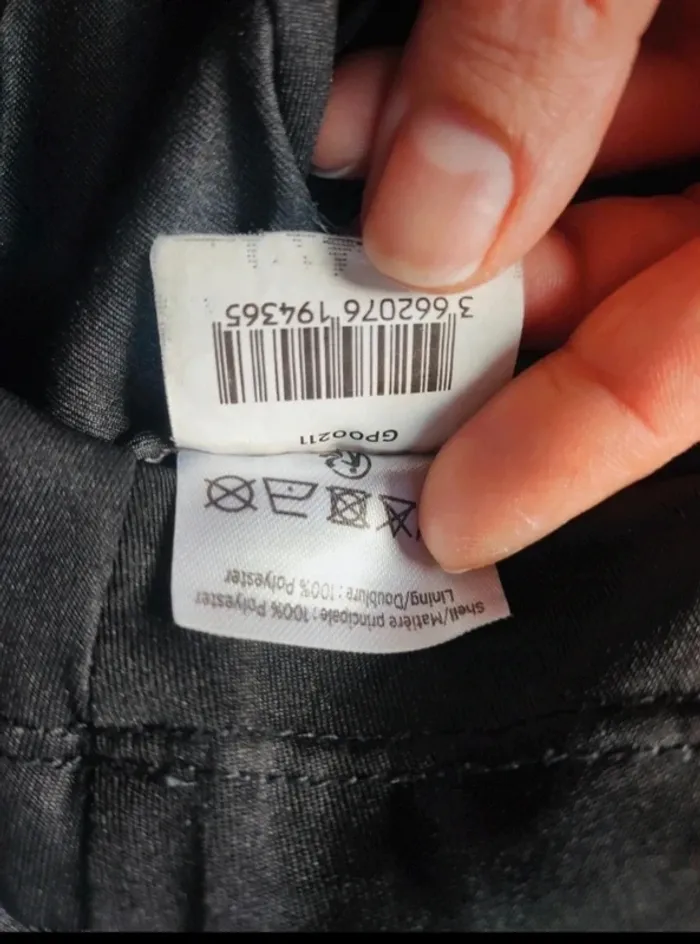 Shell/Matière principale : 100% Polyester
Lining/Doublure : 100% Polyester
GP00211
3 662076 194365